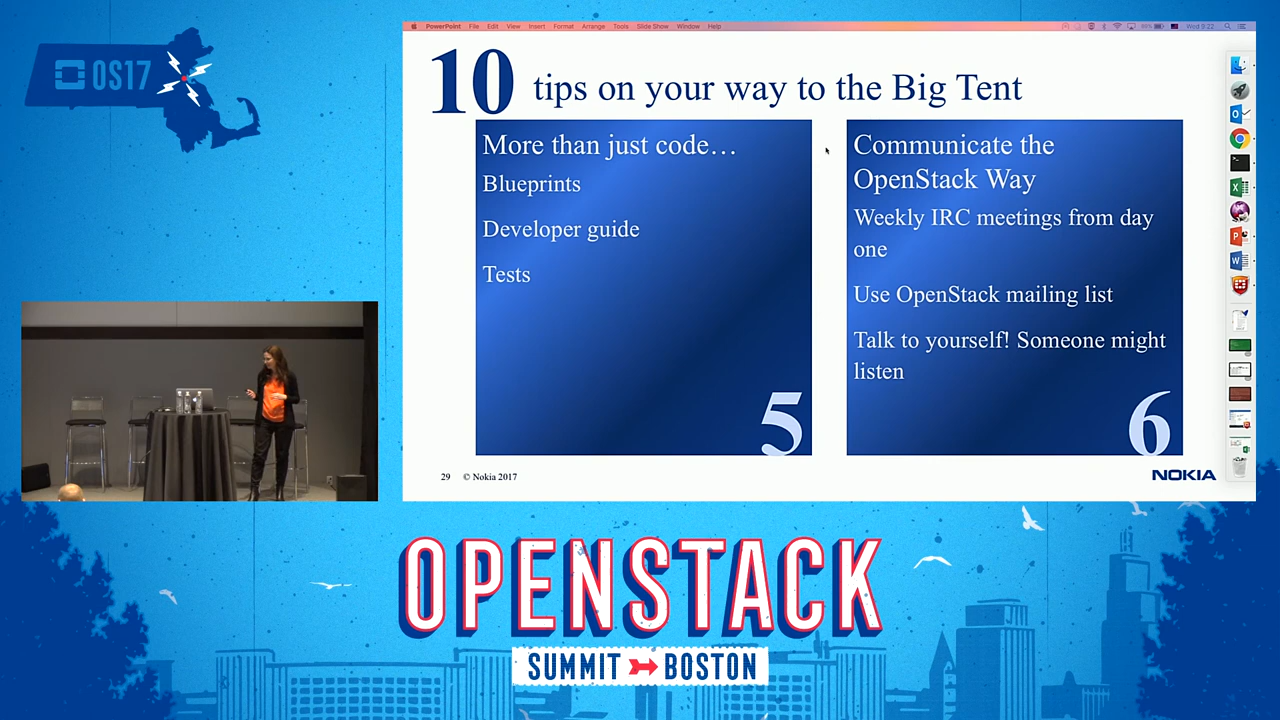 OS17
PowerPoint File Edit View Insert Format Arrange Tools Slide Show Window Help
Wed 9:22
10 tips on your way to the Big Tent
More than just code…
Blueprints
Developer guide
Tests
5
Communicate the
OpenStack Way
Weekly IRC meetings from day
one
Use OpenStack mailing list
Talk to yourself! Someone might
listen
6
29 © Nokia 2017
NOKIA
OPENSTACK
SUMMIT BOSTON